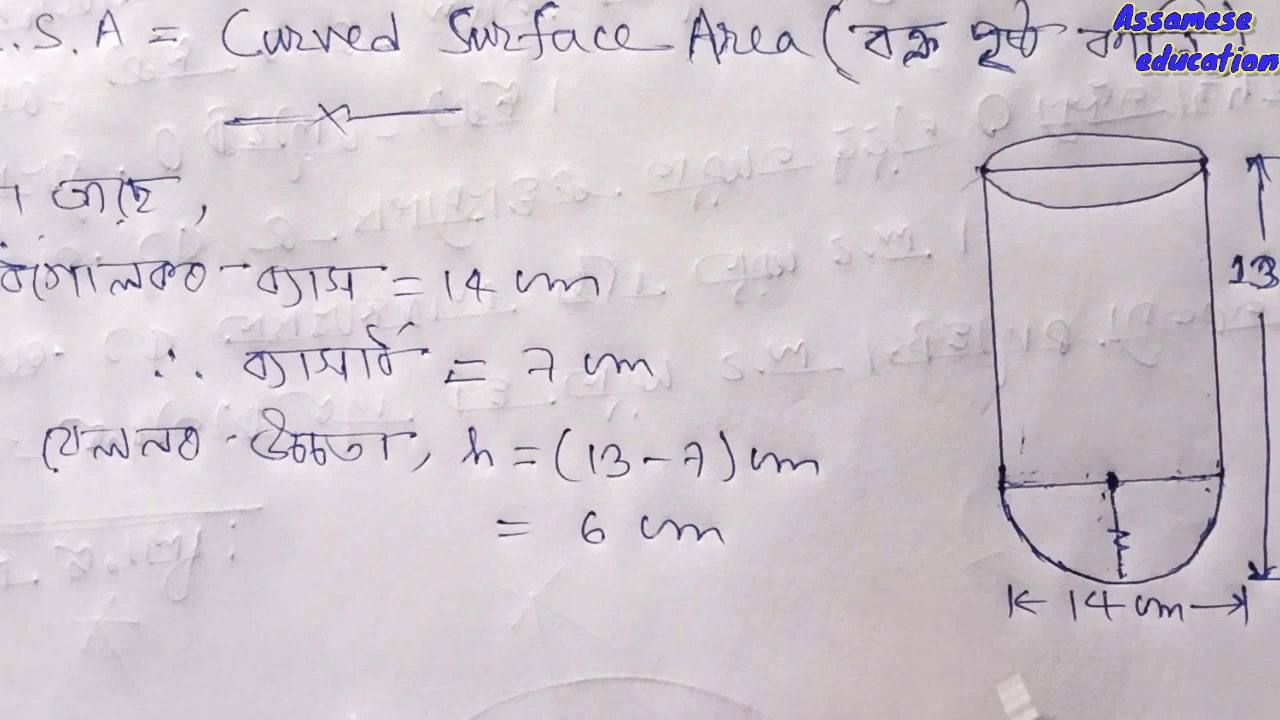 .S.A = Curved Surface Area (বক্ৰ পৃষ্ঠ
Assamese
education
আছে,
গোলকৰ ব্যাস = 14 cm
∴ ব্যাসাৰ্ধ = 7 cm
বেলনৰ উচ্চতা, h = (13 - 7) cm
= 6 cm
13
r
14 cm